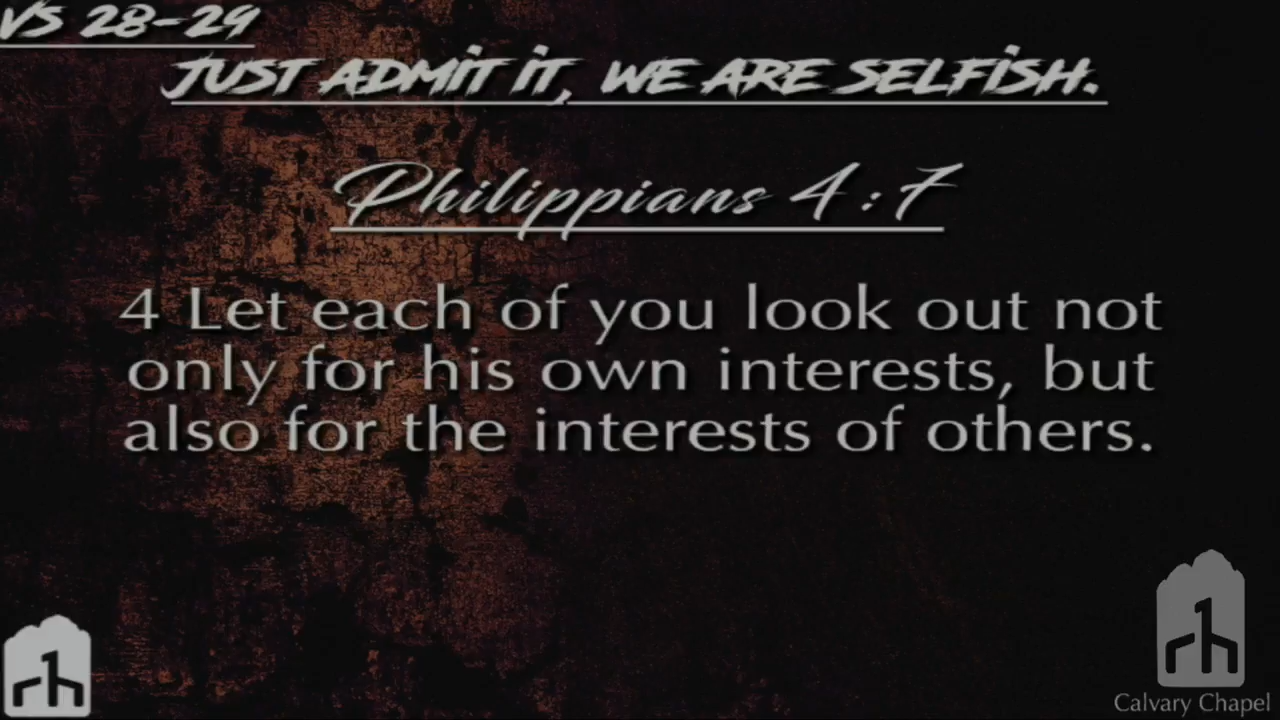 VS 28-29
JUST ADMIT IT, WE ARE SELFISH.
Philippians 4:7
4 Let each of you look out not
only for his own interests, but
also for the interests of others.
Calvary Chapel